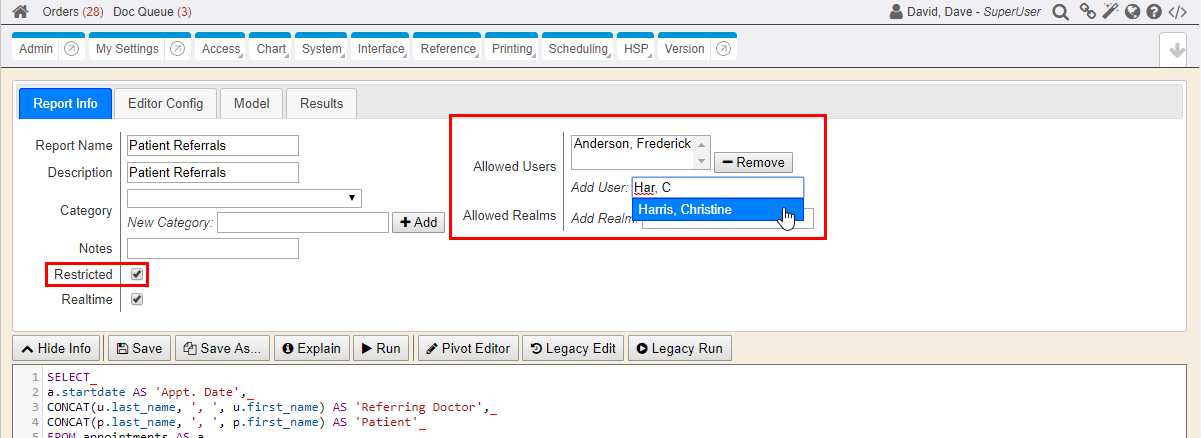 Orders (28) Doc Queue (3) David, Dave - SuperUser
Admin My Settings Access Chart System Interface Reference Printing Scheduling HSP Version
Report Info Editor Config Model Results
Report Name Patient Referrals
Description Patient Referrals
Category
New Category: Add
Notes
Restricted
Realtime
Allowed Users Anderson, Frederick
Remove
Add User: Har, C
Harris, Christine
Allowed Realms Add Realm:
Hide Info Save Save As... Explain Run Pivot Editor Legacy Edit Legacy Run
1 SELECT_
2 a.startdate AS 'Appt. Date',_
3 CONCAT(u.last_name, ', ', u.first_name) AS 'Referring Doctor',_
4 CONCAT(p.last_name, ', ', p.first_name) AS 'Patient'_
5 FROM appointments AS a